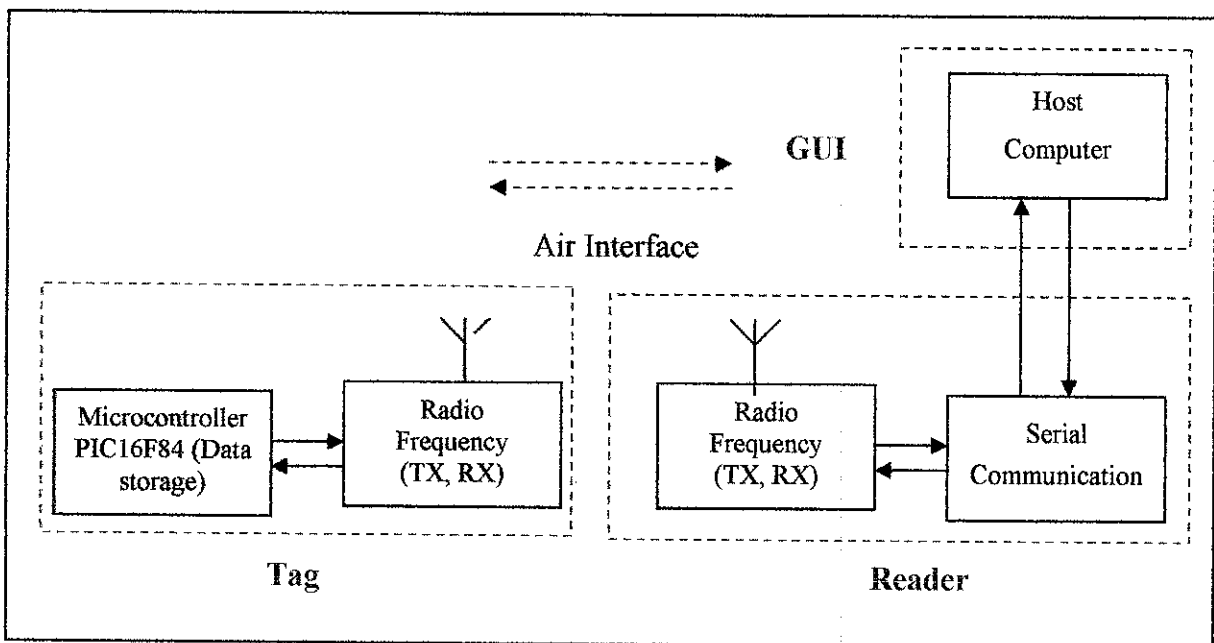 Host
Computer
GUI
Air Interface
Microcontroller
PIC16F84 (Data
storage)
Radio
Frequency
(TX, RX)
Radio
Frequency
(TX, RX)
Serial
Communication
Tag
Reader